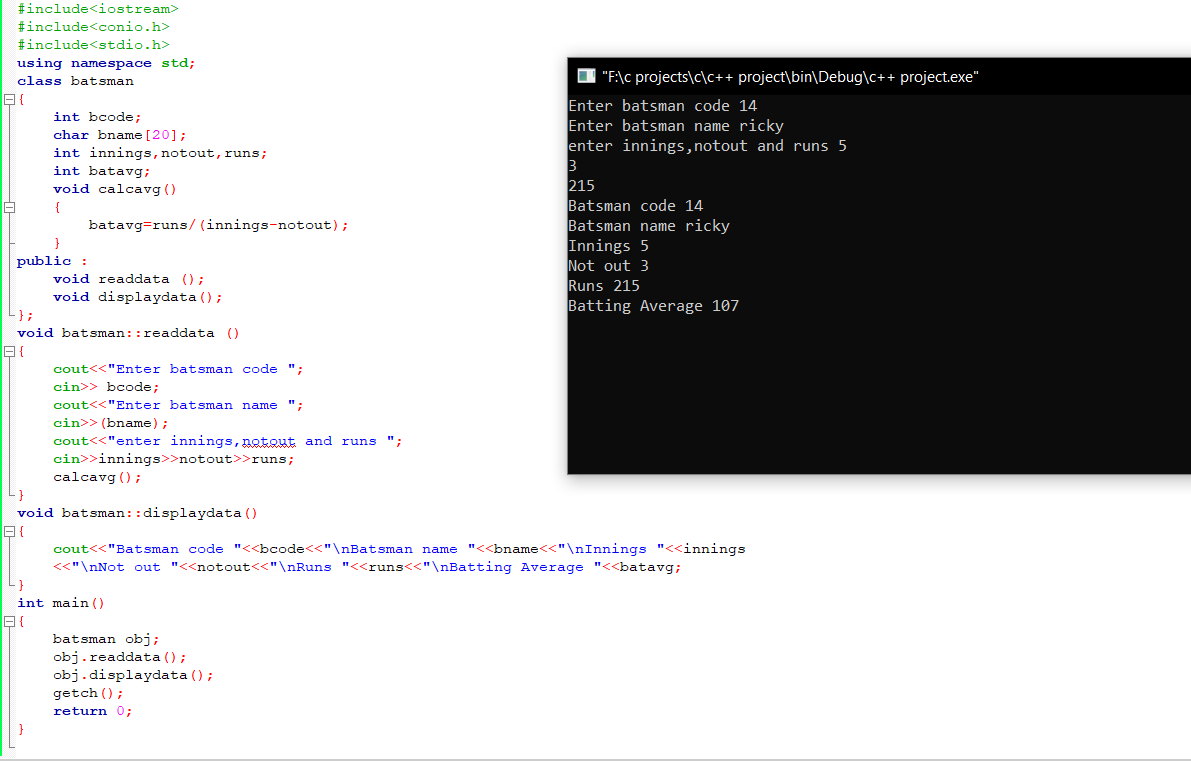 #include<iostream>
#include<conio.h>
#include<stdio.h>
using namespace std;
class batsman
{
    int bcode;
    char bname[20];
    int innings,notout,runs;
    int batavg;
    void calcavg()
    {
        batavg=runs/(innings-notout);
    }
public :
    void readdata ();
    void displaydata();
};
void batsman::readdata ()
{
    cout<<"Enter batsman code ";
    cin>> bcode;
    cout<<"Enter batsman name ";
    cin>>(bname);
    cout<<"enter innings,notout and runs ";
    cin>>innings>>notout>>runs;
    calcavg();
}
void batsman::displaydata()
{
    cout<<"Batsman code "<<bcode<<"\nBatsman name "<<bname<<"\nInnings "<<innings
    <<"\nNot out "<<notout<<"\nRuns "<<runs<<"\nBatting Average "<<batavg;
}
int main()
{
    batsman obj;
    obj.readdata();
    obj.displaydata();
    getch();
    return 0;
}
"F:\c projects\c\c++ project\bin\Debug\c++ project.exe"
Enter batsman code 14
Enter batsman name ricky
enter innings,notout and runs 5
3
215
Batsman code 14
Batsman name ricky
Innings 5
Not out 3
Runs 215
Batting Average 107